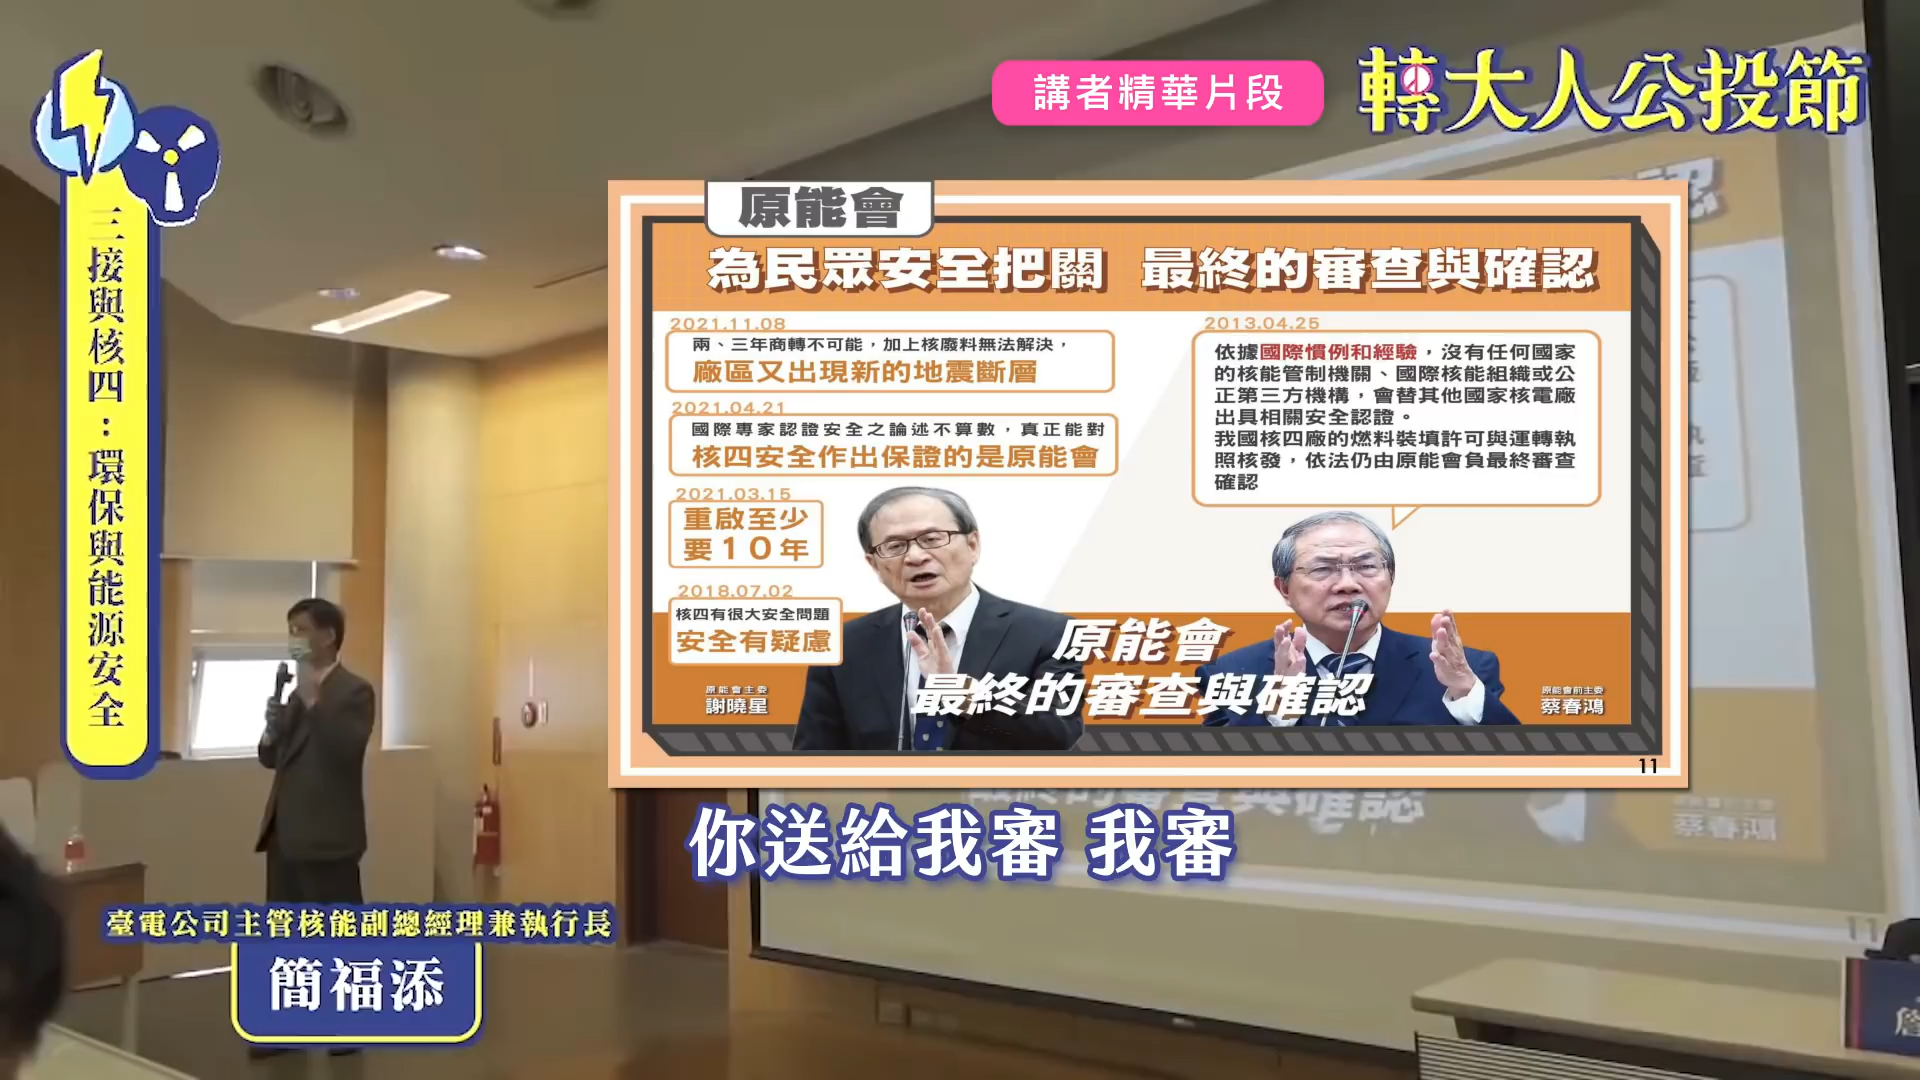 講者精華片段
轉大人公投節
三接與核四：環保與能源安全
原能會
為民眾安全把關 最終的審查與確認
2021.11.08
兩、三年商轉不可能，加上核廢料無法解決，
廠區又出現新的地震斷層
2021.04.21
國際專家認證安全之論述不算數，真正能對
核四安全作出保證的是原能會
2021.03.15
重啟至少
要10年
2018.07.02
核四有很大安全問題
安全有疑慮
原能會主委
謝曉星
2013.04.25
依據國際慣例和經驗，沒有任何國家
的核能管制機關、國際核能組織或公
正第三方機構，會替其他國家核電廠
出具相關安全認證。
我國核四廠的燃料裝填許可與運轉執
照核發，依法仍由原能會負最終審查
確認
原能會
最終的審查與確認
原能會前主委
蔡春鴻
11
你送給我審 我審
臺電公司主管核能副總經理兼執行長
簡福添